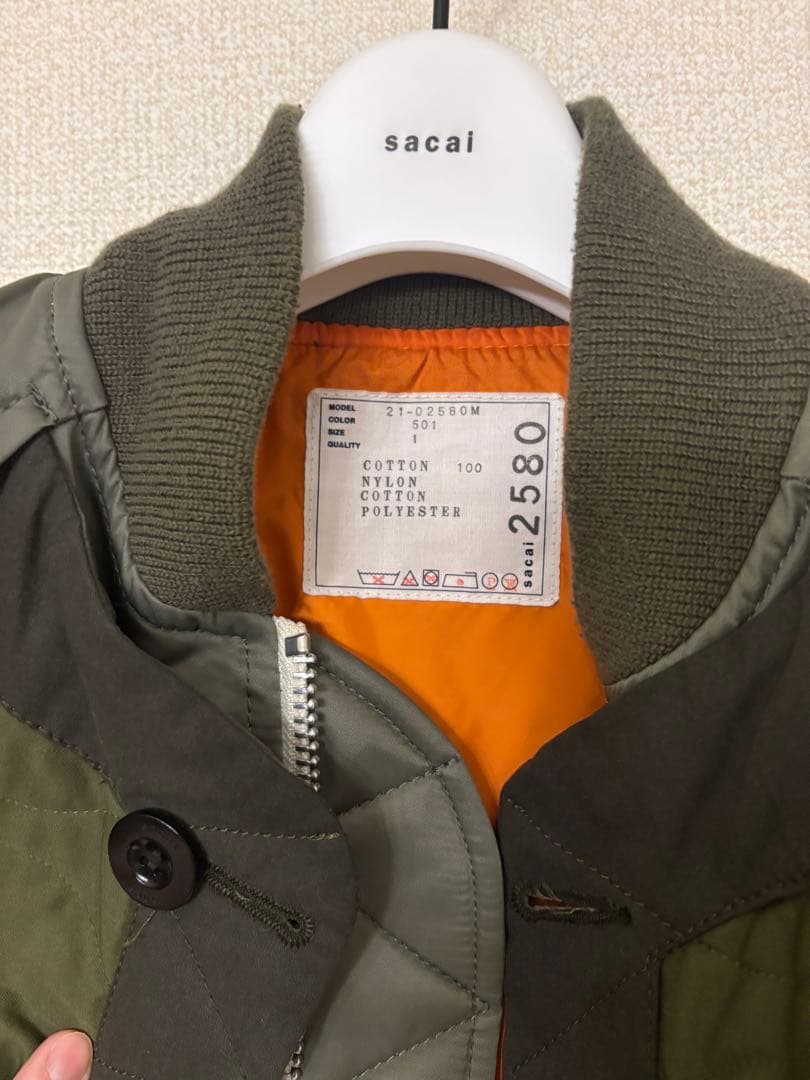 sacai
MODEL 21-02580M
COLOR 501
SIZE 1
QUALITY
COTTON 100
NYLON
COTTON
POLYESTER
sacai 2580